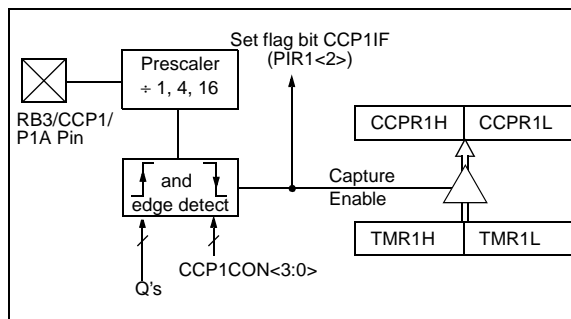 Set flag bit CCP1IF
(PIR1<2>)
Prescaler
÷ 1, 4, 16
RB3/CCP1/
P1A Pin
CCPR1H
CCPR1L
and
edge detect
Capture
Enable
TMR1H
TMR1L
CCP1CON<3:0>
Q's